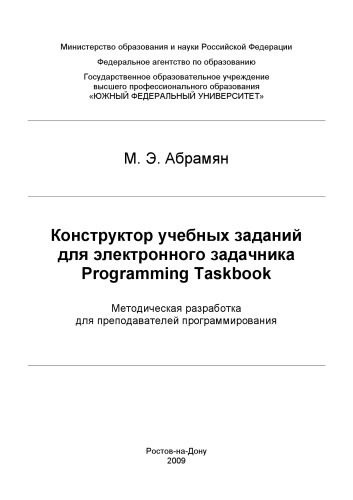 Министерство образования и науки Российской Федерации
Федеральное агентство по образованию
Государственное образовательное учреждение
высшего профессионального образования
«ЮЖНЫЙ ФЕДЕРАЛЬНЫЙ УНИВЕРСИТЕТ»
М. Э. Абрамян
Конструктор учебных заданий
для электронного задачника
Programming Taskbook
Методическая разработка
для преподавателей программирования
Ростов-на-Дону
2009